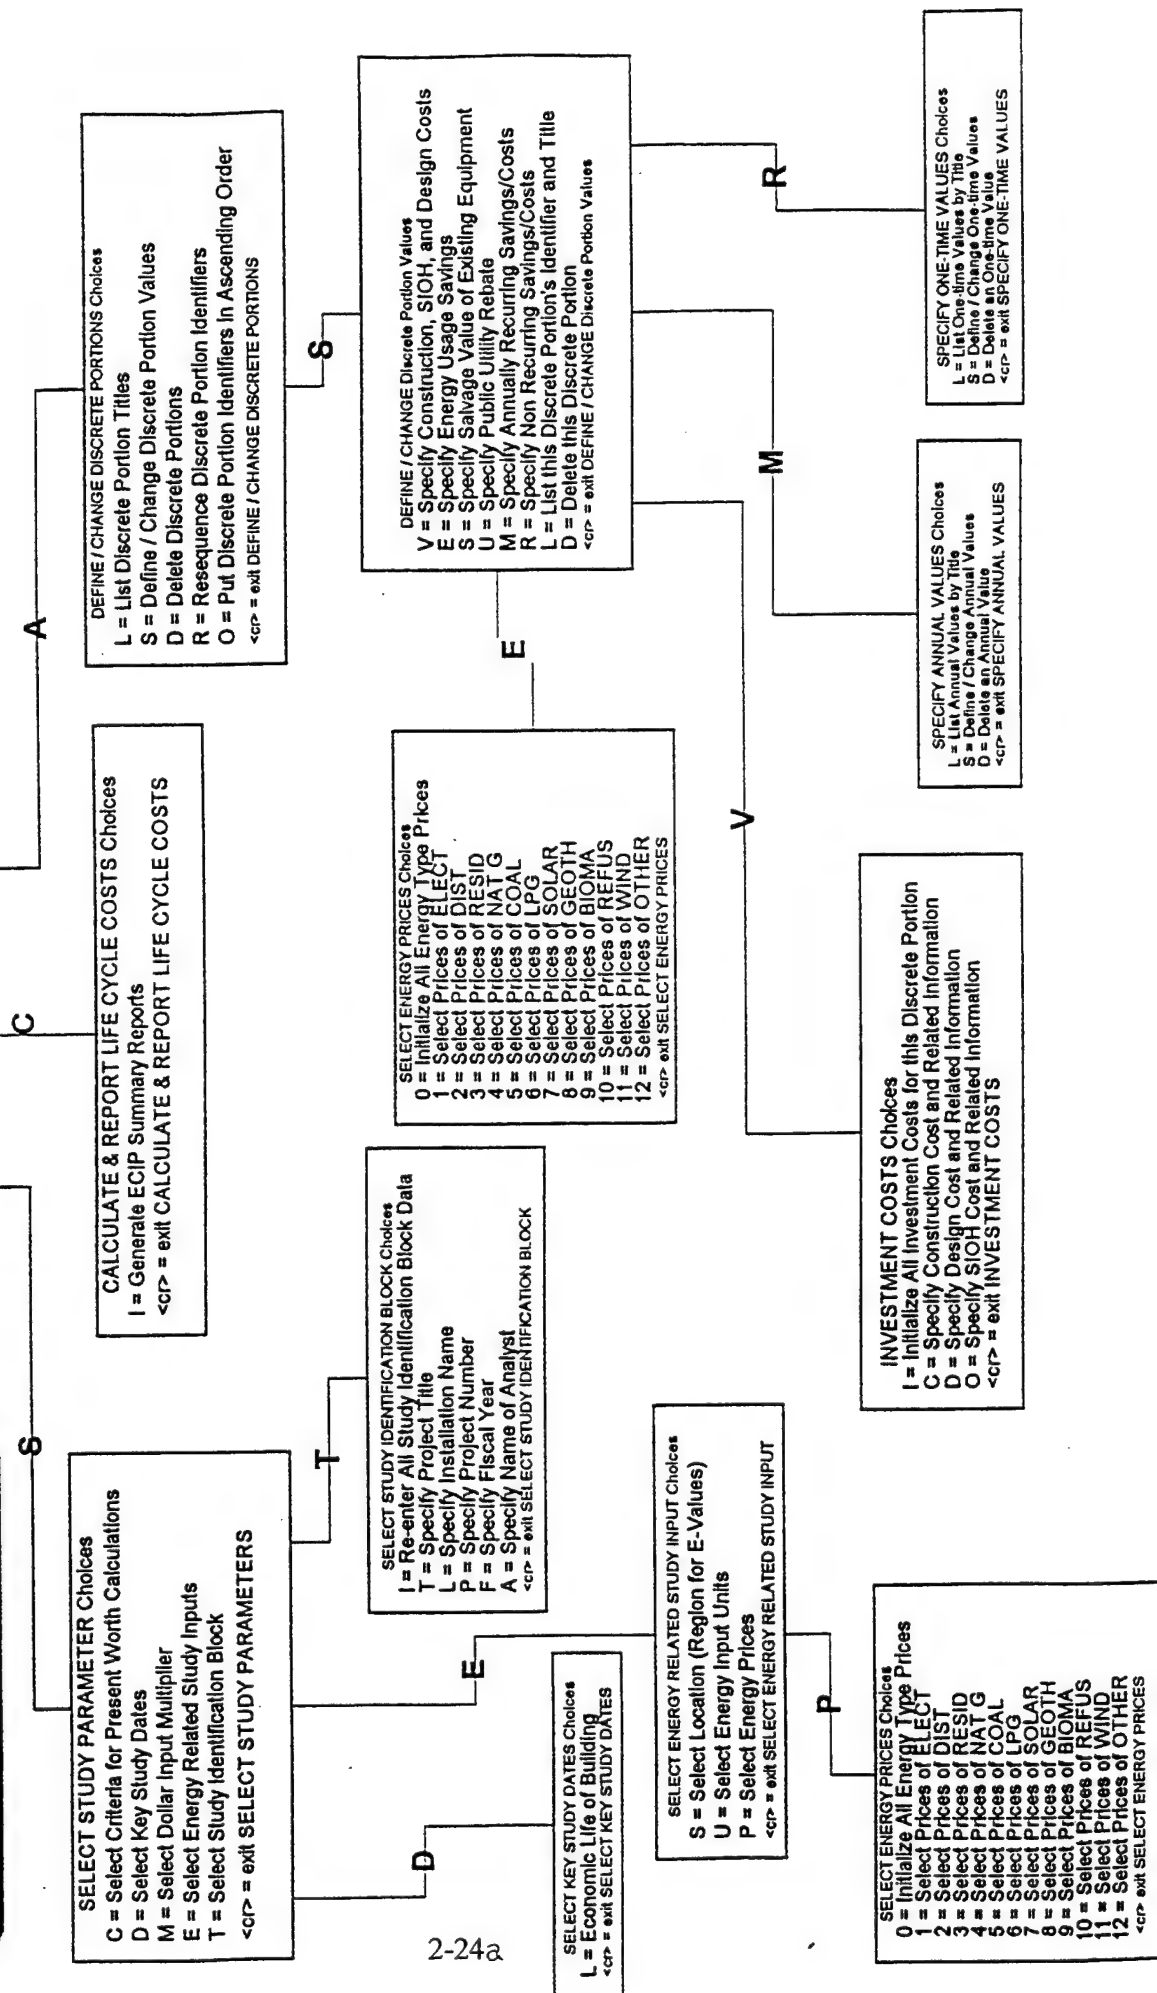 S
C
A
SELECT STUDY PARAMETER Choices
C = Select Criteria for Present Worth Calculations
D = Select Key Study Dates
M = Select Dollar Input Multiplier
E = Select Energy Related Study Inputs
T = Select Study Identification Block
<cr> = exit SELECT STUDY PARAMETERS
CALCULATE & REPORT LIFE CYCLE COSTS Choices
I = Generate ECIP Summary Reports
<cr> = exit CALCULATE & REPORT LIFE CYCLE COSTS
DEFINE / CHANGE DISCRETE PORTIONS Choices
L = List Discrete Portion Titles
S = Define / Change Discrete Portion Values
D = Delete Discrete Portions
R = Resequence Discrete Portion Identifiers
O = Put Discrete Portion Identifiers In Ascending Order
<cr> = exit DEFINE / CHANGE DISCRETE PORTIONS
D
E
T
S
SELECT STUDY IDENTIFICATION BLOCK Choices
I = Re-enter All Study Identification Block Data
T = Specify Project Title
L = Specify Installation Name
P = Specify Project Number
F = Specify Fiscal Year
A = Specify Name of Analyst
<cr> = exit SELECT STUDY IDENTIFICATION BLOCK
SELECT ENERGY PRICES Choices
0 = Initialize All Energy Type Prices
1 = Select Prices of ELECT
2 = Select Prices of DIST
3 = Select Prices of RESID
4 = Select Prices of NAT G
5 = Select Prices of COAL
6 = Select Prices of LPG
7 = Select Prices of SOLAR
8 = Select Prices of GEOTH
9 = Select Prices of BIOMA
10 = Select Prices of REFUS
11 = Select Prices of WIND
12 = Select Prices of OTHER
<cr> exit SELECT ENERGY PRICES
E
DEFINE / CHANGE Discrete Portion Values
V = Specify Construction, SIOH, and Design Costs
E = Specify Energy Usage Savings
S = Specify Salvage Value of Existing Equipment
U = Specify Public Utility Rebate
M = Specify Annually Recurring Savings/Costs
R = Specify Non Recurring Savings/Costs
L = List this Discrete Portion's Identifier and Title
D = Delete this Discrete Portion
<cr> = exit DEFINE / CHANGE Discrete Portion Values
SELECT KEY STUDY DATES Choices
L = Economic Life of Building
<cr> = exit SELECT KEY STUDY DATES
SELECT ENERGY RELATED STUDY INPUT Choices
S = Select Location (Region for E-Values)
U = Select Energy Input Units
P = Select Energy Prices
<cr> = exit SELECT ENERGY RELATED STUDY INPUT
P
V
M
R
SELECT ENERGY PRICES Choices
0 = Initialize All Energy Type Prices
1 = Select Prices of ELECT
2 = Select Prices of DIST
3 = Select Prices of RESID
4 = Select Prices of NAT G
5 = Select Prices of COAL
6 = Select Prices of LPG
7 = Select Prices of SOLAR
8 = Select Prices of GEOTH
9 = Select Prices of BIOMA
10 = Select Prices of REFUS
11 = Select Prices of WIND
12 = Select Prices of OTHER
<cr> exit SELECT ENERGY PRICES
INVESTMENT COSTS Choices
I = Initialize All Investment Costs for this Discrete Portion
C = Specify Construction Cost and Related Information
D = Specify Design Cost and Related Information
O = Specify SIOH Cost and Related Information
<cr> = exit INVESTMENT COSTS
SPECIFY ANNUAL VALUES Choices
L = List Annual Values by Title
S = Define / Change Annual Values
D = Delete an Annual Value
<cr> = exit SPECIFY ANNUAL VALUES
SPECIFY ONE-TIME VALUES Choices
L = List One-time Values by Title
S = Define / Change One-time Values
D = Delete an One-time Value
<cr> = exit SPECIFY ONE-TIME VALUES
2-24a